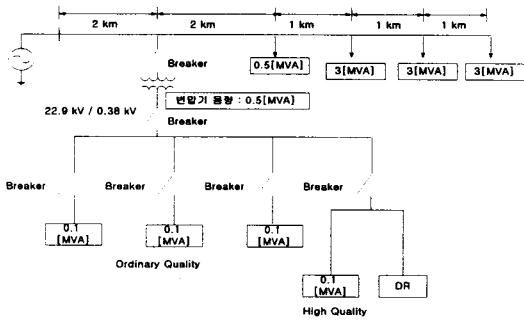 2 km 2 km 1 km 1 km 1 km
Breaker
0.5[MVA]
3[MVA]
3[MVA]
3[MVA]
변압기 용량 : 0.5[MVA]
22.9 kV / 0.38 kV
Breaker
Breaker
Breaker
Breaker
Breaker
0.1
[MVA]
0.1
[MVA]
0.1
[MVA]
Ordinary Quality
0.1
[MVA]
DR
High Quality